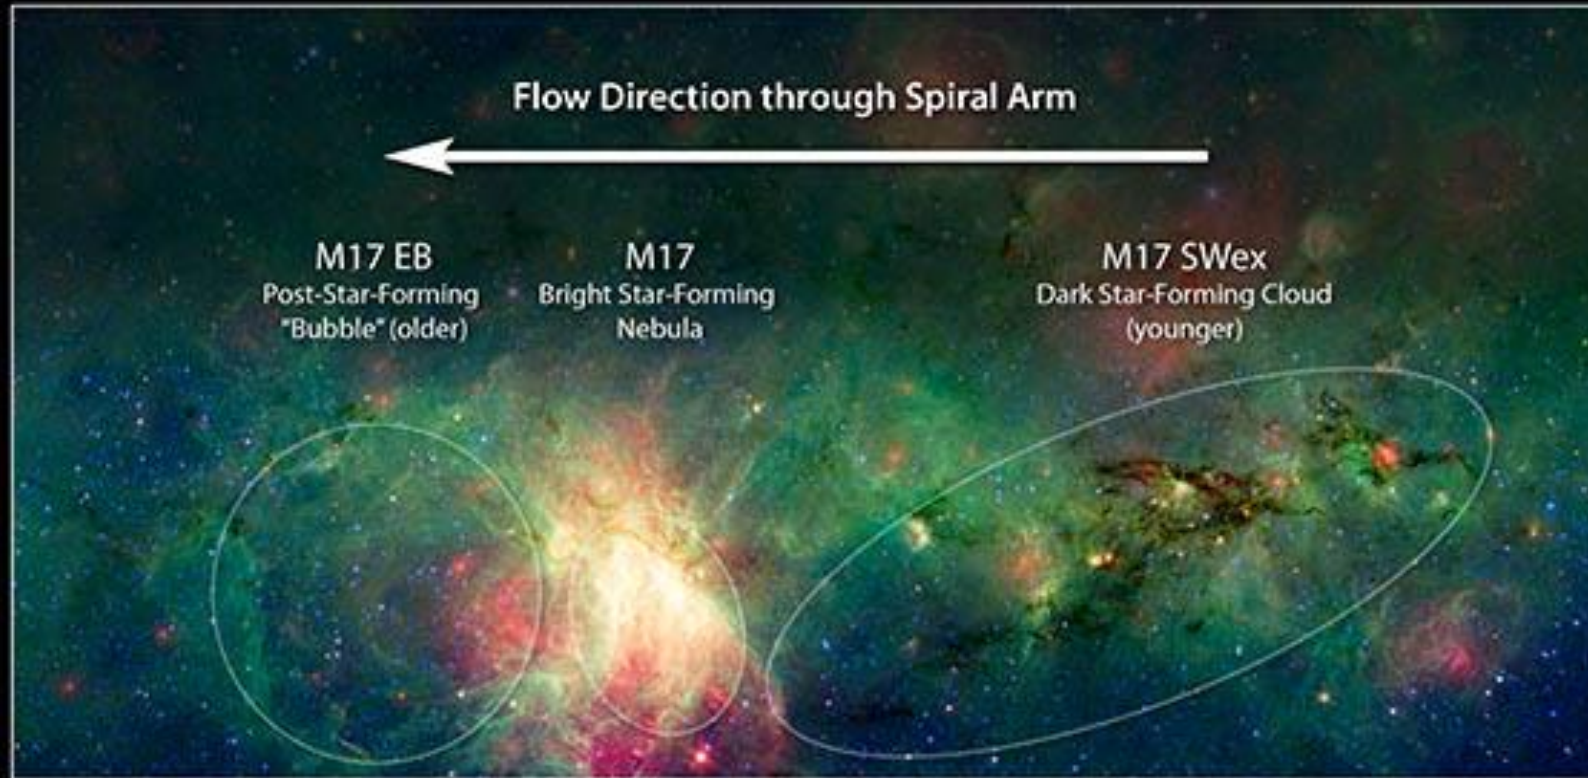 Flow Direction through Spiral Arm
M17 EB
Post-Star-Forming
"Bubble" (older)
M17
Bright Star-Forming
Nebula
M17 SWex
Dark Star-Forming Cloud
(younger)